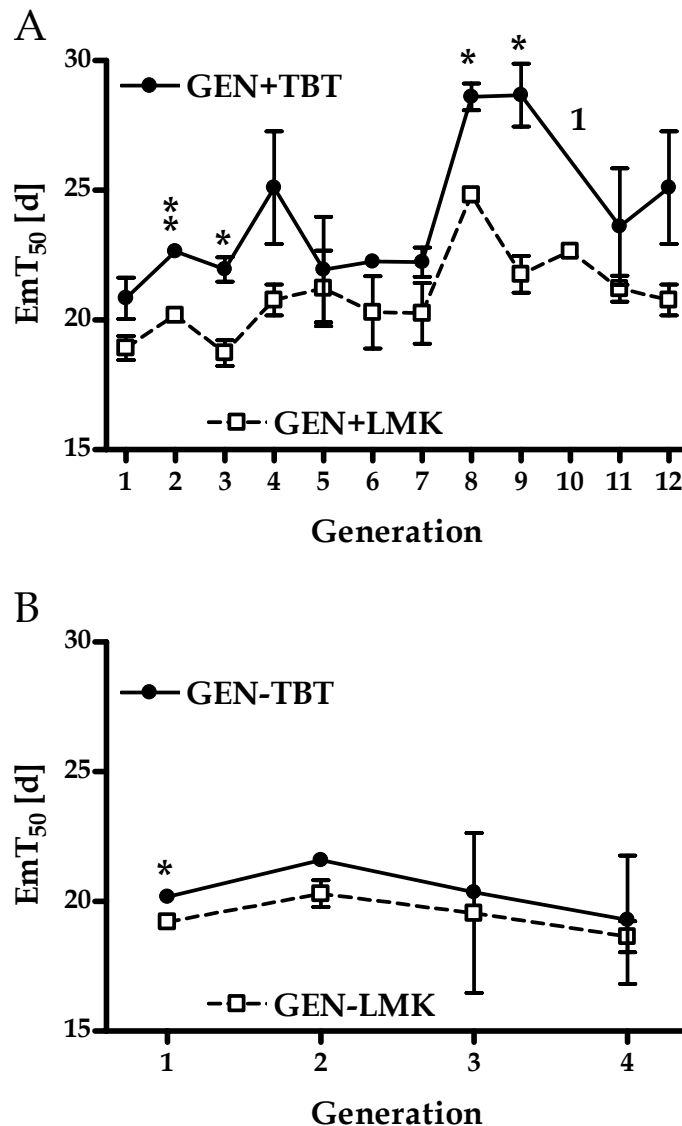 A
30
25
20
15
EmT50 [d]
GEN+TBT
**
*
*
*
1
GEN+LMK
1 2 3 4 5 6 7 8 9 10 11 12
Generation
B
30
25
20
15
EmT50 [d]
GEN-TBT
*
GEN-LMK
1 2 3 4
Generation